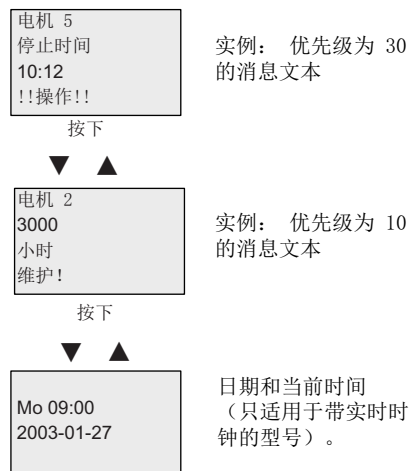 电机 5
停止时间
10:12
!!操作!!
实例： 优先级为 30
的消息文本
按下
▼ ▲
电机 2
3000
小时
维护!
实例： 优先级为 10
的消息文本
按下
▼ ▲
Mo 09:00
2003-01-27
日期和当前时间
（只适用于带实时时
钟的型号）。